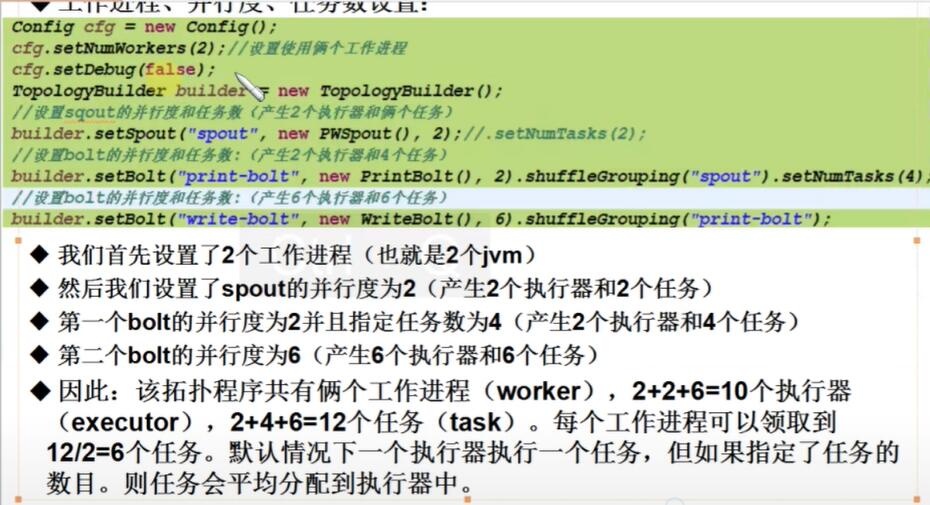 工作进程、并行度、任务数设置：
Config cfg = new Config();
cfg.setNumWorkers(2);//设置使用俩个工作进程
cfg.setDebug(false);
TopologyBuilder builder = new TopologyBuilder();
//设置sqout的并行度和任务数（产生2个执行器和俩个任务）
builder.setSpout("spout", new PWSpout(), 2);//.setNumTasks(2);
//设置bolt的并行度和任务数:（产生2个执行器和4个任务）
builder.setBolt("print-bolt", new PrintBolt(), 2).shuffleGrouping("spout").setNumTasks(4);
//设置bolt的并行度和任务数:（产生6个执行器和6个任务）
builder.setBolt("write-bolt", new WriteBolt(), 6).shuffleGrouping("print-bolt");
◆ 我们首先设置了2个工作进程（也就是2个jvm）
◆ 然后我们设置了spout的并行度为2（产生2个执行器和2个任务）
◆ 第一个bolt的并行度为2并且指定任务数为4（产生2个执行器和4个任务）
◆ 第二个bolt的并行度为6（产生6个执行器和6个任务）
◆ 因此：该拓扑程序共有俩个工作进程（worker），2+2+6=10个执行器
（executor），2+4+6=12个任务（task）。每个工作进程可以领取到
12/2=6个任务。默认情况下一个执行器执行一个任务，但如果指定了任务的
数目。则任务会平均分配到执行器中。